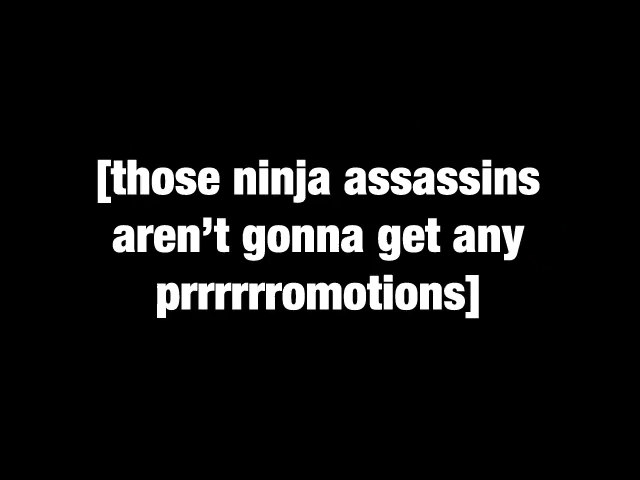 [those ninja assassins
aren’t gonna get any
prrrrrromotions]